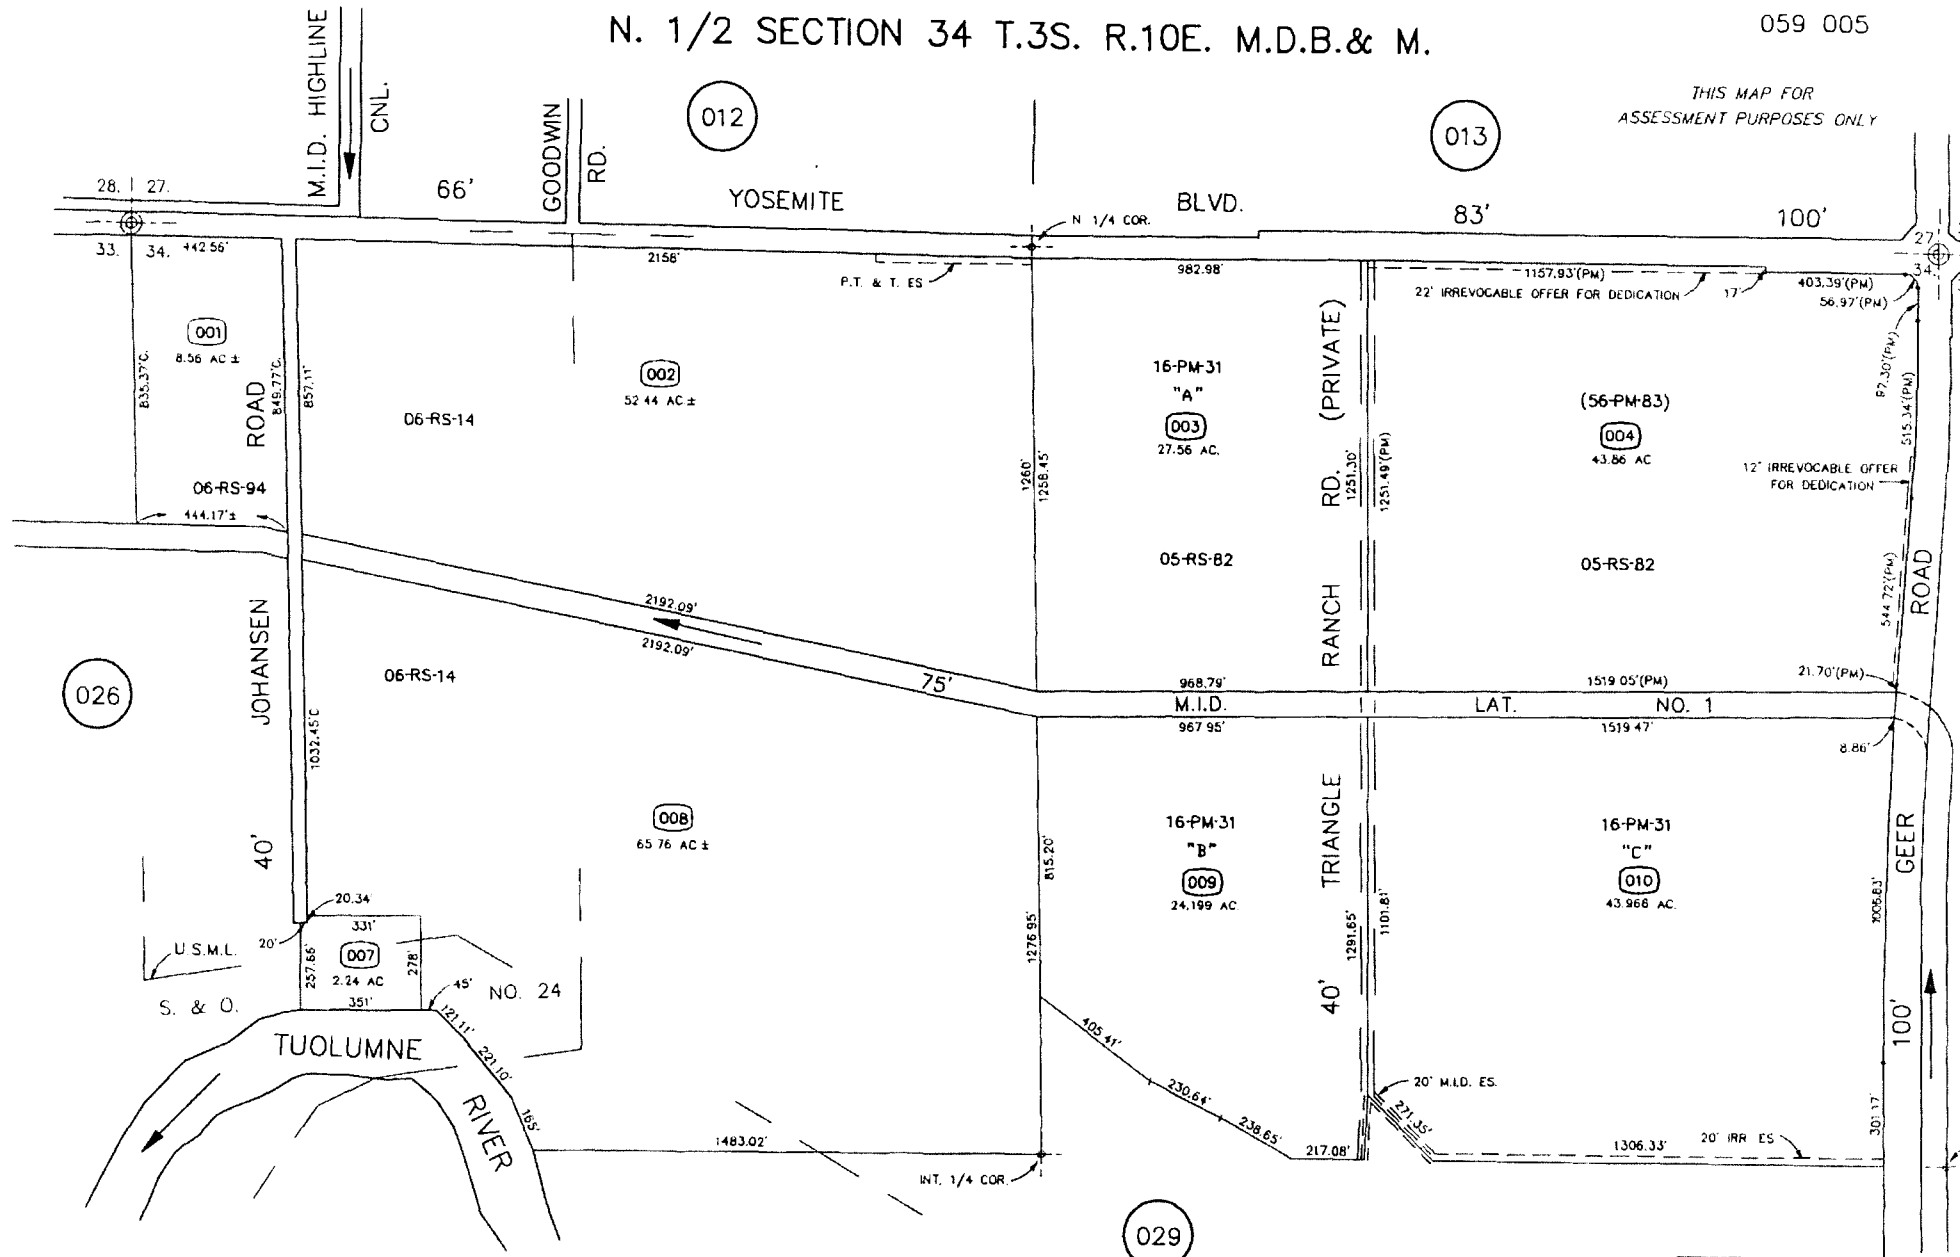 N. 1/2 SECTION 34 T.3S. R.10E. M.D.B.& M.
059 005
THIS MAP FOR
ASSESSMENT PURPOSES ONLY
M.I.D. HIGHLINE
CNL.
012
013
GOODWIN
RD.
28. 27.
66'
YOSEMITE
BLVD.
83'
100'
N 1/4 COR.
27
33. 34.
34.
442.56'
2158'
P.T. & T. ES
982.98'
1157.93'(PM)
22' IRREVOCABLE OFFER FOR DEDICATION
17'
403.39'(PM)
56.97'(PM)
001
8.56 AC ±
835.37'C.
ROAD
849.77'C.
857.11'
06-RS-14
002
52.44 AC ±
16-PM-31
"A"
003
27.56 AC.
(PRIVATE)
RD.
1251.30'
1251.49'(PM)
(56-PM-83)
004
43.86 AC
515.34'(PM)
12' IRREVOCABLE OFFER
FOR DEDICATION
1260'
1258.45'
06-RS-94
444.17'±
05-RS-82
05-RS-82
RANCH
544.72'(PM)
ROAD
JOHANSEN
2192.09'
2192.09'
026
06-RS-14
75'
968.79'
1519.05'(PM)
21.70'(PM)
M.I.D.
LAT.
NO. 1
967.95'
1519.47'
8.86'
1032.45'C
40'
008
65.76 AC ±
815.20'
1276.95'
16-PM-31
"B"
009
24.199 AC.
TRIANGLE
40'
1291.65'
1101.81'
16-PM-31
"C"
010
43.966 AC.
1006.83'
GEER
100'
20.34'
331'
20'
007
2.24 AC
257.66'
278'
351'
U.S.M.L.
S. & O.
45'
NO. 24
121.11'
221.10'
165'
TUOLUMNE
RIVER
405.41'
230.64'
238.65'
217.08'
20' M.I.D. ES.
271.35'
1306.33'
20' IRR ES
301.17'
1483.02'
INT. 1/4 COR.
029